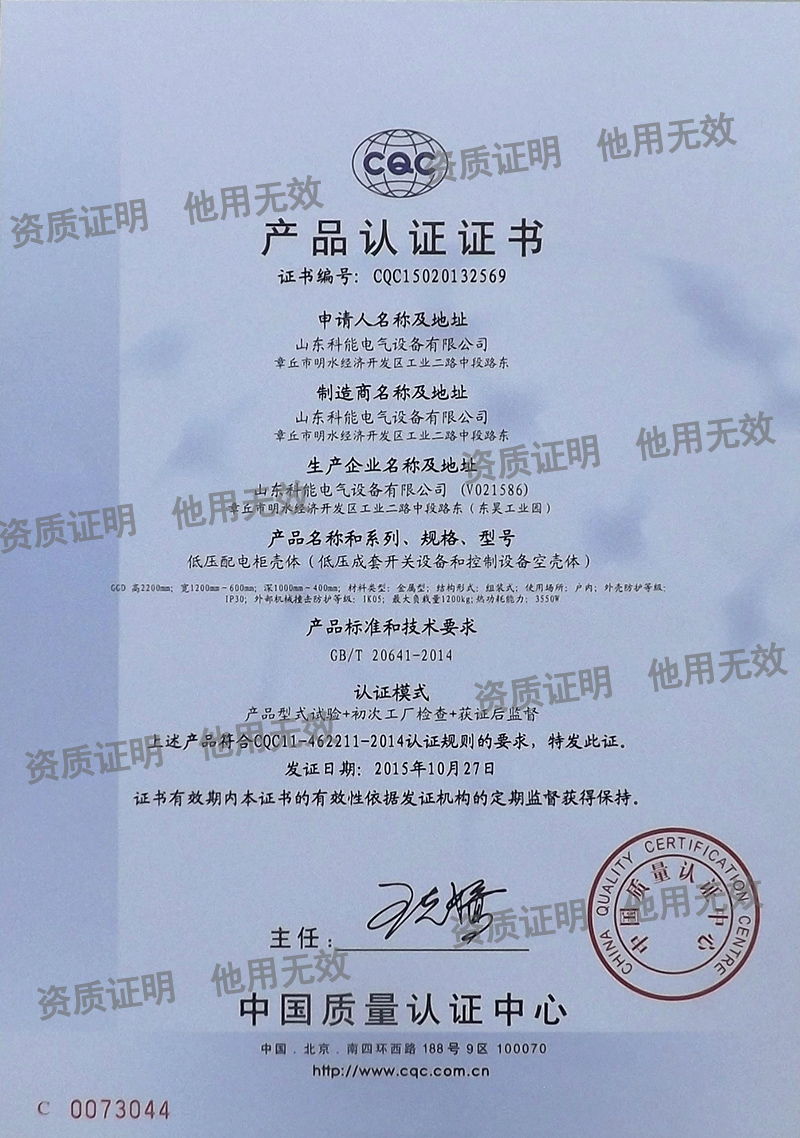 CQC
产品认证证书
证书编号：CQC15020132569
申请人名称及地址
山东科能电气设备有限公司
章丘市明水经济开发区工业二路中段路东
制造商名称及地址
山东科能电气设备有限公司
章丘市明水经济开发区工业二路中段路东
生产企业名称及地址
山东科能电气设备有限公司 (V021586)
章丘市明水经济开发区工业二路中段路东（东昊工业园）
产品名称和系列、规格、型号
低压配电柜壳体（低压成套开关设备和控制设备空壳体）
GGD 高2200mm；宽1200mm-600mm；深1000mm-400mm；材料类型：金属型；结构形式：组装式；使用场所：户内；外壳防护等级：
IP30；外部机械撞击防护等级：IK05；最大负载量1200kg;热功耗能力：3550W
产品标准和技术要求
GB/T 20641-2014
认证模式
产品型式试验+初次工厂检查+获证后监督
上述产品符合CQC11-462211-2014认证规则的要求，特发此证。
发证日期：2015年10月27日
证书有效期内本证书的有效性依据发证机构的定期监督获得保持。
主任：
CHINA QUALITY CERTIFICATION CENTRE
中国质量认证中心
中国质量认证中心
中国．北京．南四环西路 188号 9区 100070
http://www.cqc.com.cn
C 0073044
资质证明 他用无效
资质证明 他用无效
资质证明 他用无效
资质证明 他用无效
资质证明 他用无效
资质证明 他用无效
资质证明 他用无效
资质证明 他用无效